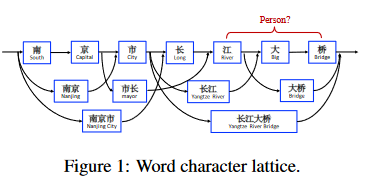 Person?
南 京 市 长 江 大 桥
South Capital City Long River Big Bridge
南京 市长 长江 大桥
Nanjing mayor Yangtze River Bridge
南京市 长江大桥
Nanjing City Yangtze River Bridge
Figure 1: Word character lattice.